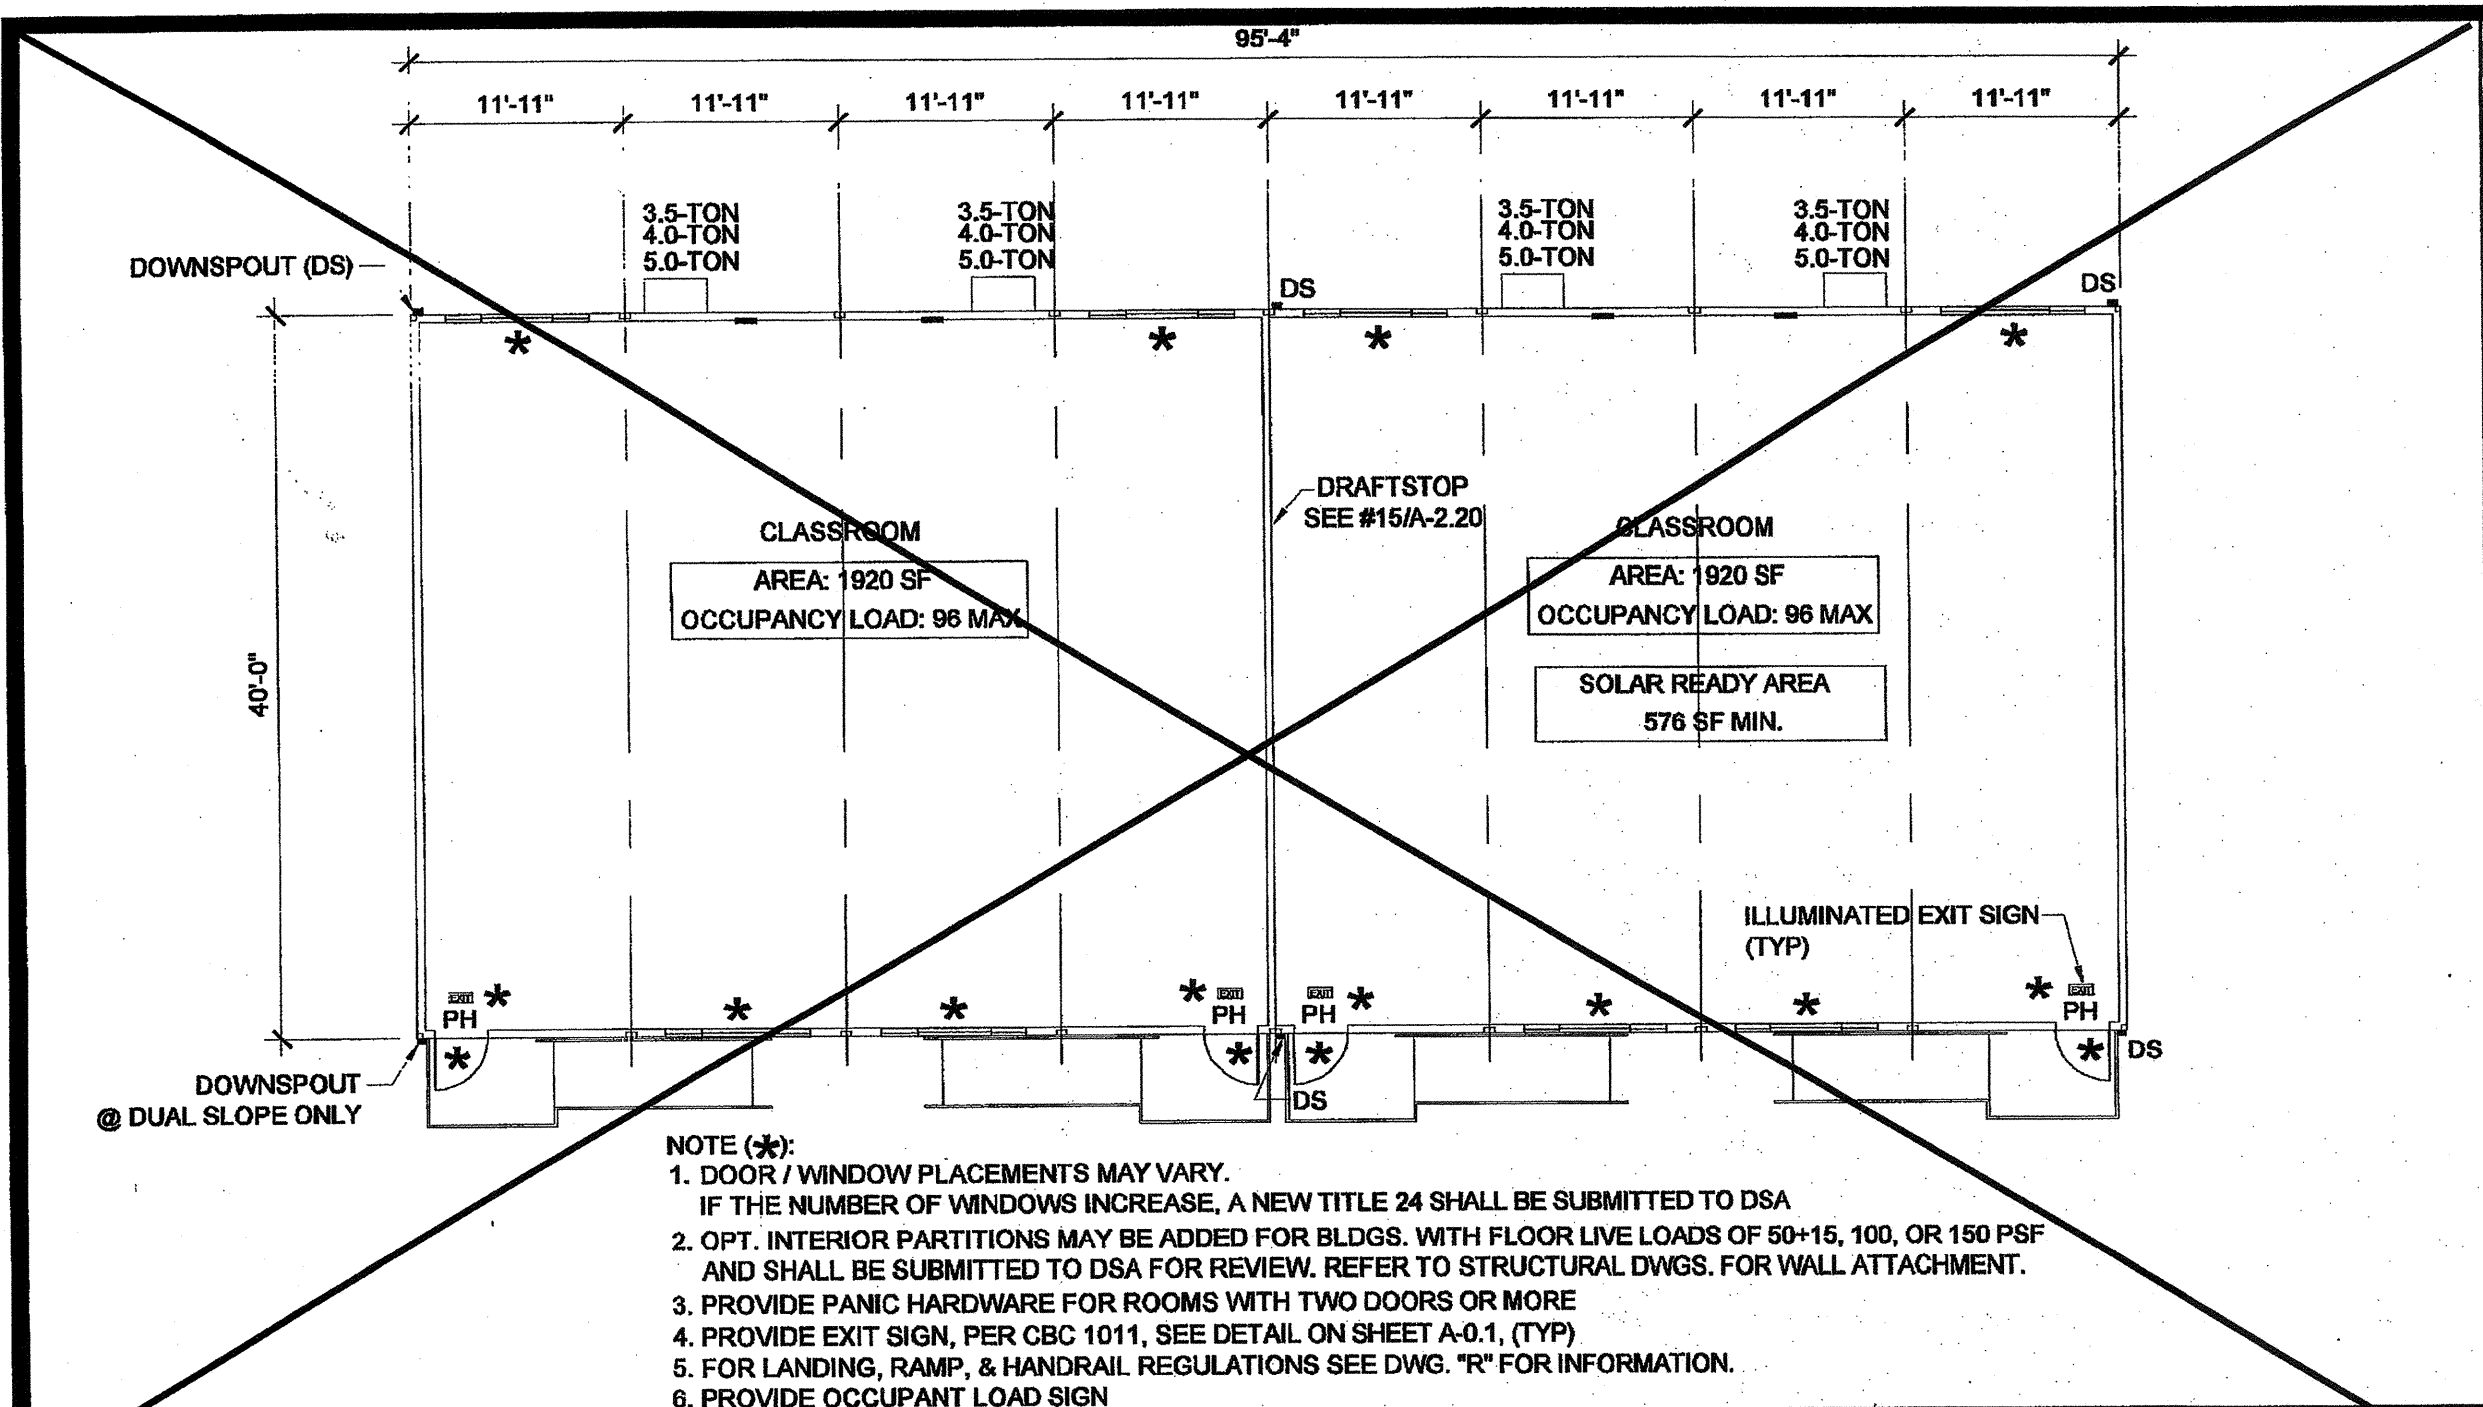 95'-4"
11'-11" 11'-11" 11'-11" 11'-11" 11'-11" 11'-11" 11'-11" 11'-11"
3.5-TON
4.0-TON
5.0-TON
3.5-TON
4.0-TON
5.0-TON
3.5-TON
4.0-TON
5.0-TON
3.5-TON
4.0-TON
5.0-TON
DOWNSPOUT (DS)
DS
DS
* * * *
DRAFTSTOP
SEE #15/A-2.20
CLASSROOM
AREA: 1920 SF
OCCUPANCY LOAD: 96 MAX
CLASSROOM
AREA: 1920 SF
OCCUPANCY LOAD: 96 MAX
SOLAR READY AREA
576 SF MIN.
40'-0"
ILLUMINATED EXIT SIGN
(TYP)
EXIT * * * * EXIT EXIT * * * * EXIT
PH PH PH PH
* * * *
DS
DOWNSPOUT
@ DUAL SLOPE ONLY
DS
NOTE (*):
1. DOOR / WINDOW PLACEMENTS MAY VARY.
IF THE NUMBER OF WINDOWS INCREASE, A NEW TITLE 24 SHALL BE SUBMITTED TO DSA
2. OPT. INTERIOR PARTITIONS MAY BE ADDED FOR BLDGS. WITH FLOOR LIVE LOADS OF 50+15, 100, OR 150 PSF
AND SHALL BE SUBMITTED TO DSA FOR REVIEW. REFER TO STRUCTURAL DWGS. FOR WALL ATTACHMENT.
3. PROVIDE PANIC HARDWARE FOR ROOMS WITH TWO DOORS OR MORE
4. PROVIDE EXIT SIGN, PER CBC 1011, SEE DETAIL ON SHEET A-0.1, (TYP)
5. FOR LANDING, RAMP, & HANDRAIL REGULATIONS SEE DWG. "R" FOR INFORMATION.
6. PROVIDE OCCUPANT LOAD SIGN